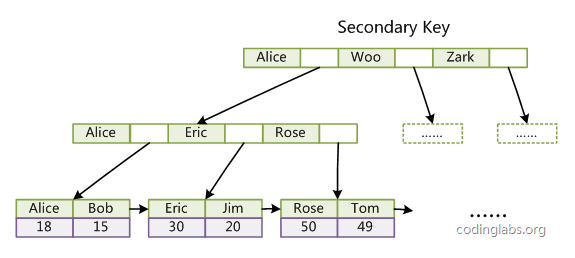 Secondary Key
Alice Woo Zark
Alice Eric Rose
...... ......
Alice Bob Eric Jim Rose Tom
18 15 30 20 50 49
......
codinglabs.org